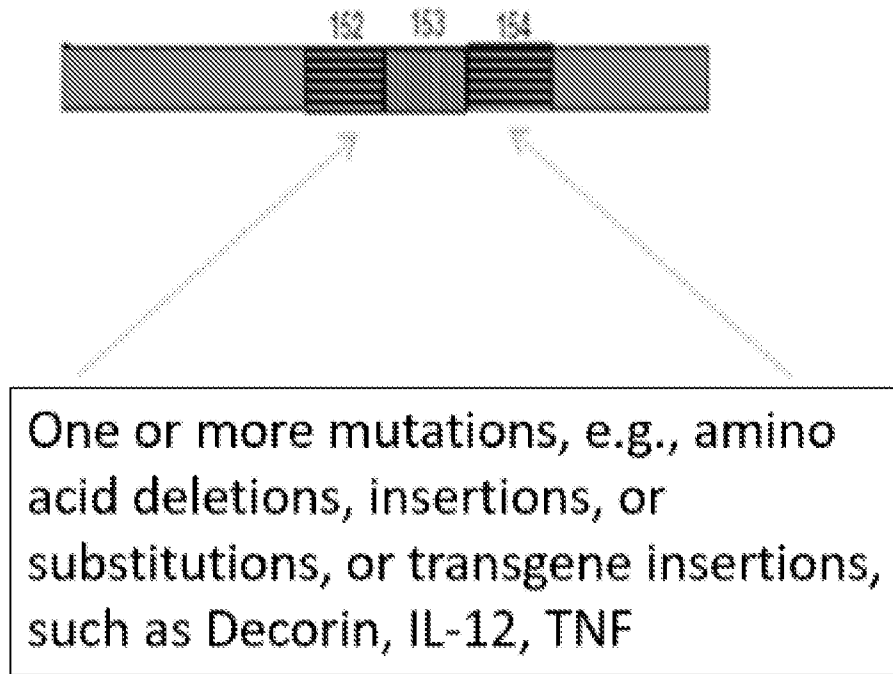 152 153 154
One or more mutations, e.g., amino
acid deletions, insertions, or
substitutions, or transgene insertions,
such as Decorin, IL-12, TNF